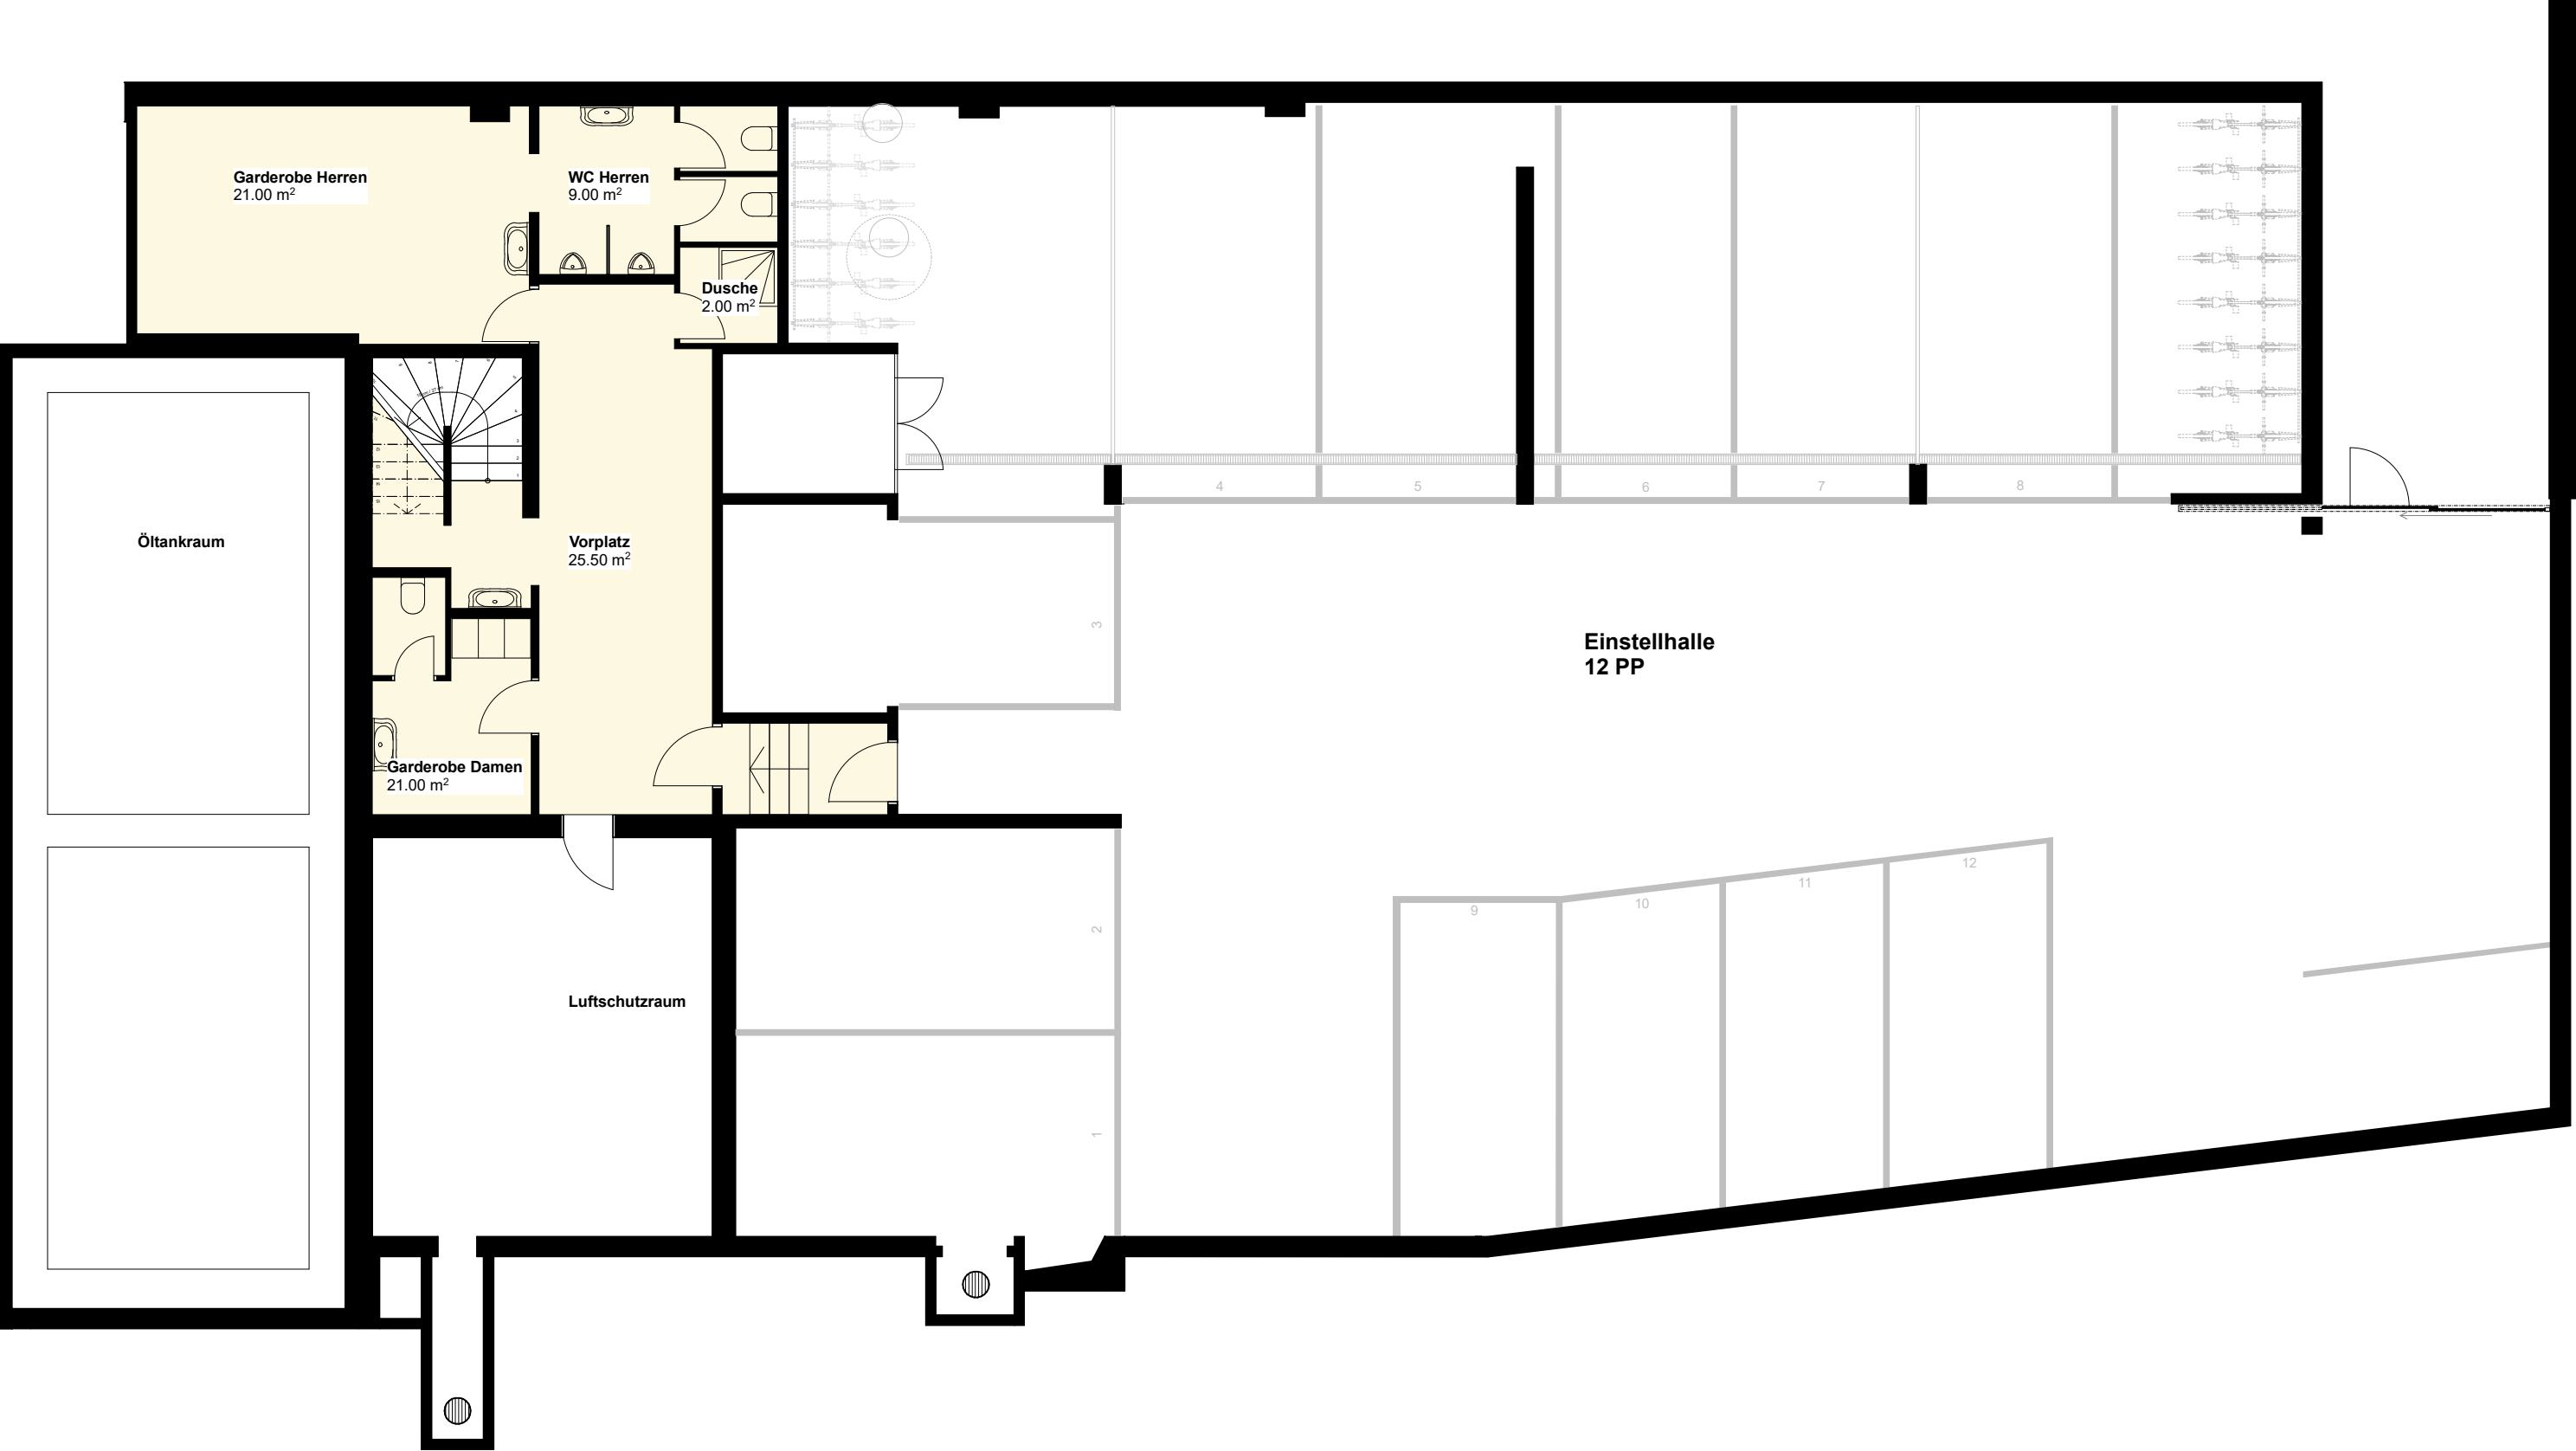 Garderobe Herren
21.00 m²
WC Herren
9.00 m²
Dusche
2.00 m²
4
5
6
7
8
Öltankraum
Vorplatz
25.50 m²
3
Einstellhalle
12 PP
Garderobe Damen
21.00 m²
9
10
11
12
2
Luftschutzraum
1